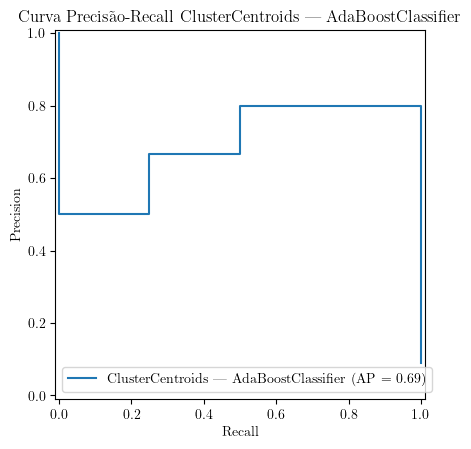 Curva Precisão-Recall ClusterCentroids — AdaBoostClassifier
1.0
0.8
0.6
0.4
0.2
0.0
Precision
ClusterCentroids — AdaBoostClassifier (AP = 0.69)
0.0 0.2 0.4 0.6 0.8 1.0
Recall